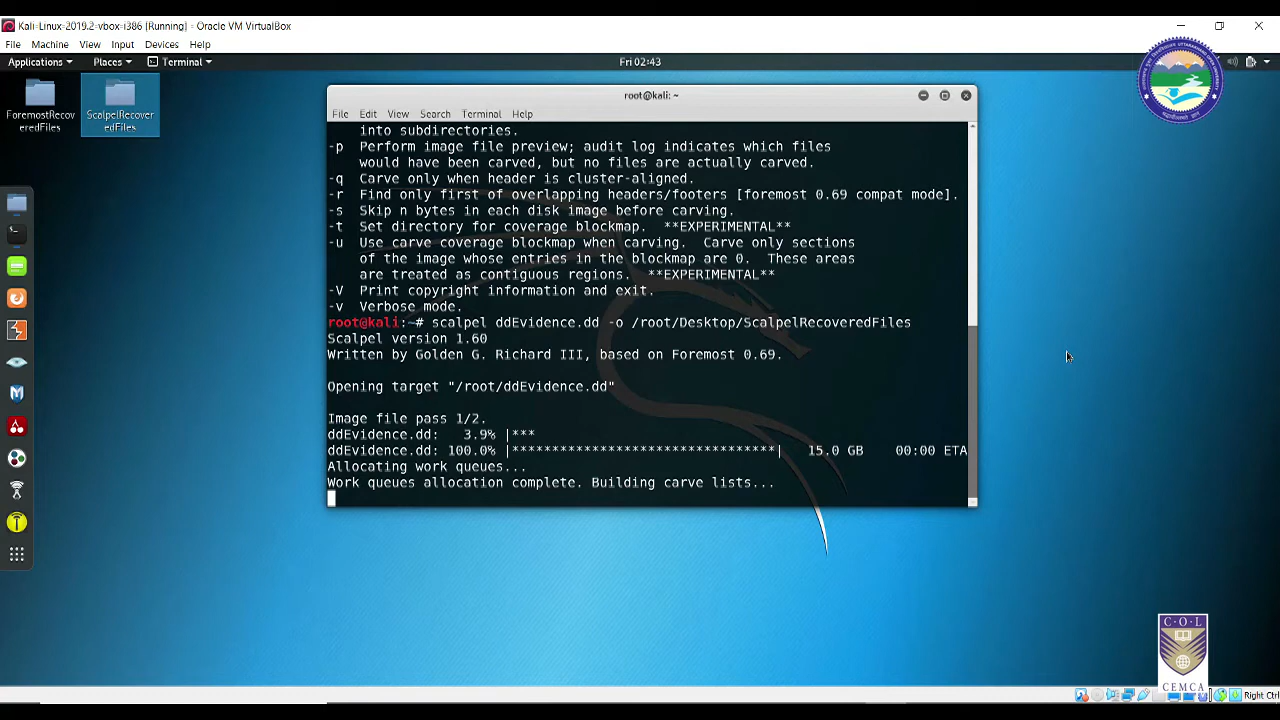 Kali-Linux-2019.2-vbox-i386 [Running] - Oracle VM VirtualBox
File Machine View Input Devices Help
Applications Places Terminal Fri 02:43
ForemostRecoveredFiles
ScalpelRecoveredFiles
root@kali: ~
File Edit View Search Terminal Help
into subdirectories.
-p Perform image file preview; audit log indicates which files
would have been carved, but no files are actually carved.
-q Carve only when header is cluster-aligned.
-r Find only first of overlapping headers/footers [foremost 0.69 compat mode].
-s Skip n bytes in each disk image before carving.
-t Set directory for coverage blockmap. **EXPERIMENTAL**
-u Use carve coverage blockmap when carving. Carve only sections
of the image whose entries in the blockmap are 0. These areas
are treated as contiguous regions. **EXPERIMENTAL**
-V Print copyright information and exit.
-v Verbose mode.
root@kali:~# scalpel ddEvidence.dd -o /root/Desktop/ScalpelRecoveredFiles
Scalpel version 1.60
Written by Golden G. Richard III, based on Foremost 0.69.
Opening target "/root/ddEvidence.dd"
Image file pass 1/2.
ddEvidence.dd: 3.9% |***
ddEvidence.dd: 100.0% |*********************************| 15.0 GB 00:00 ETA
Allocating work queues...
Work queues allocation complete. Building carve lists...
C·O·L
CEMCA
Right Ctrl